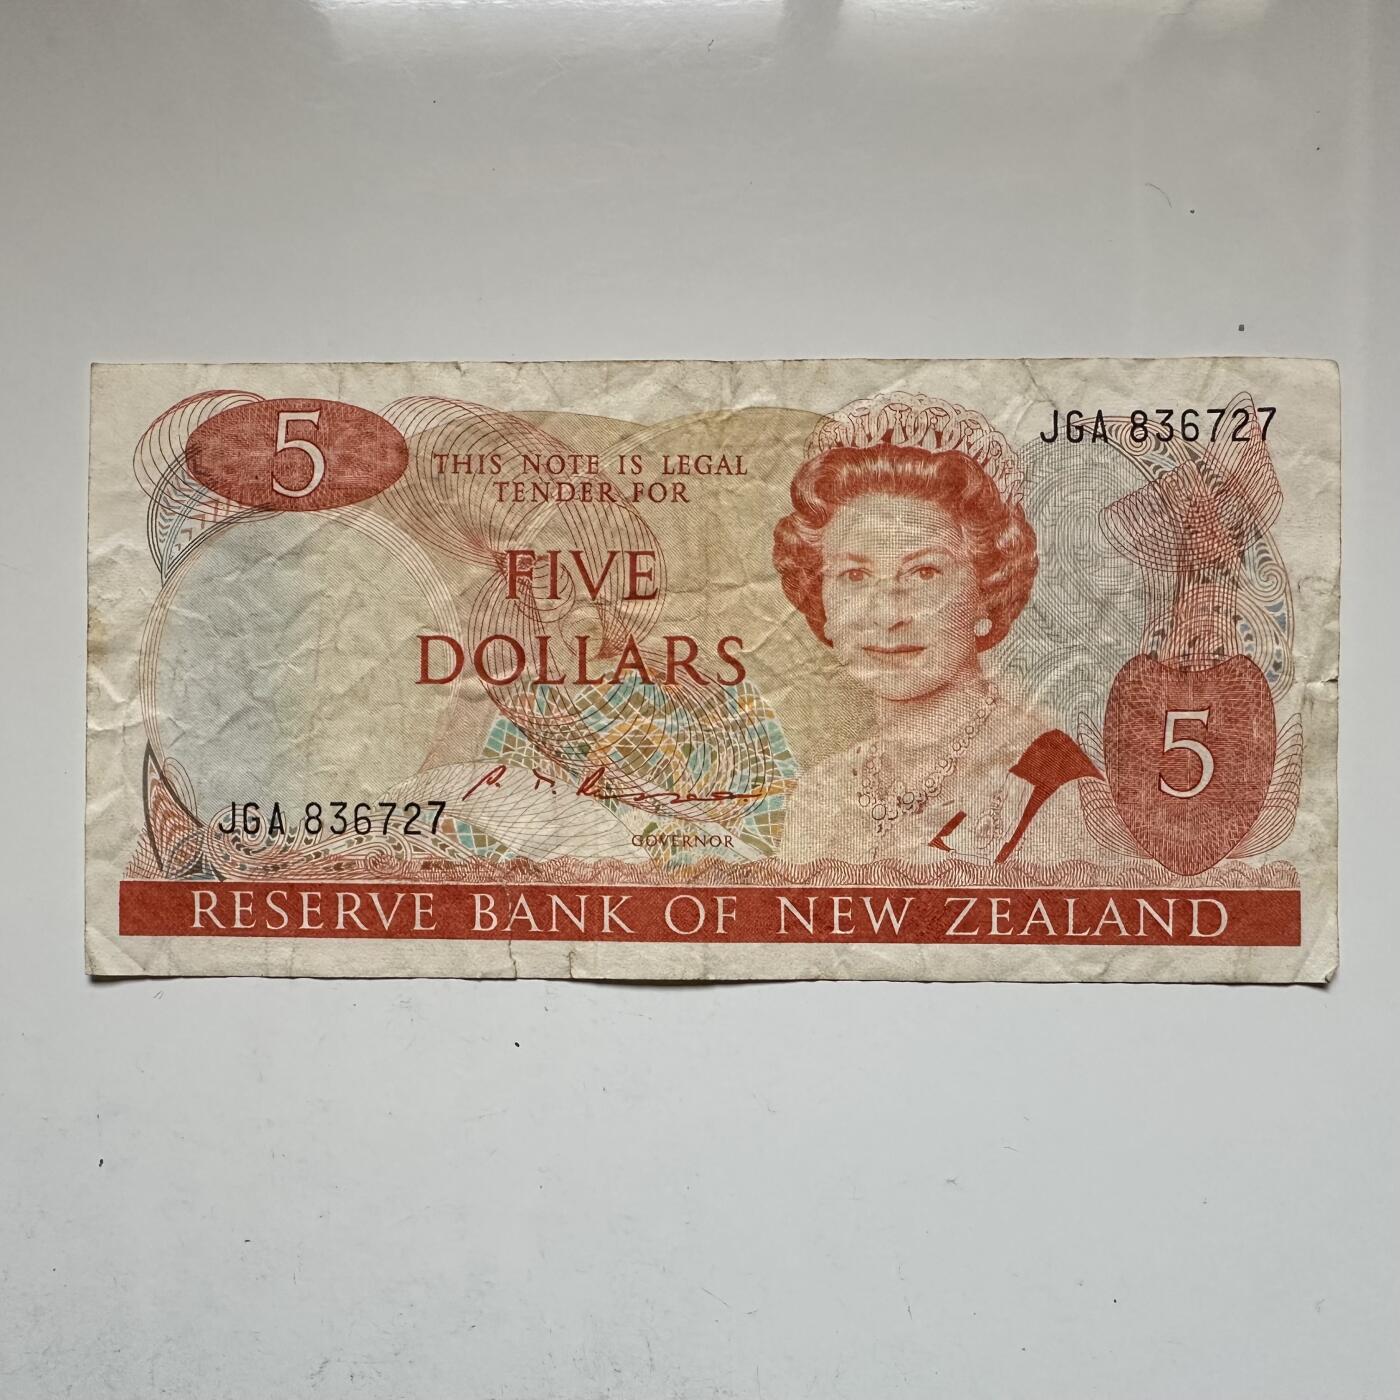 5
JGA 836727
THIS NOTE IS LEGAL
TENDER FOR
FIVE
DOLLARS
5
JGA 836727
GOVERNOR
RESERVE BANK OF NEW ZEALAND